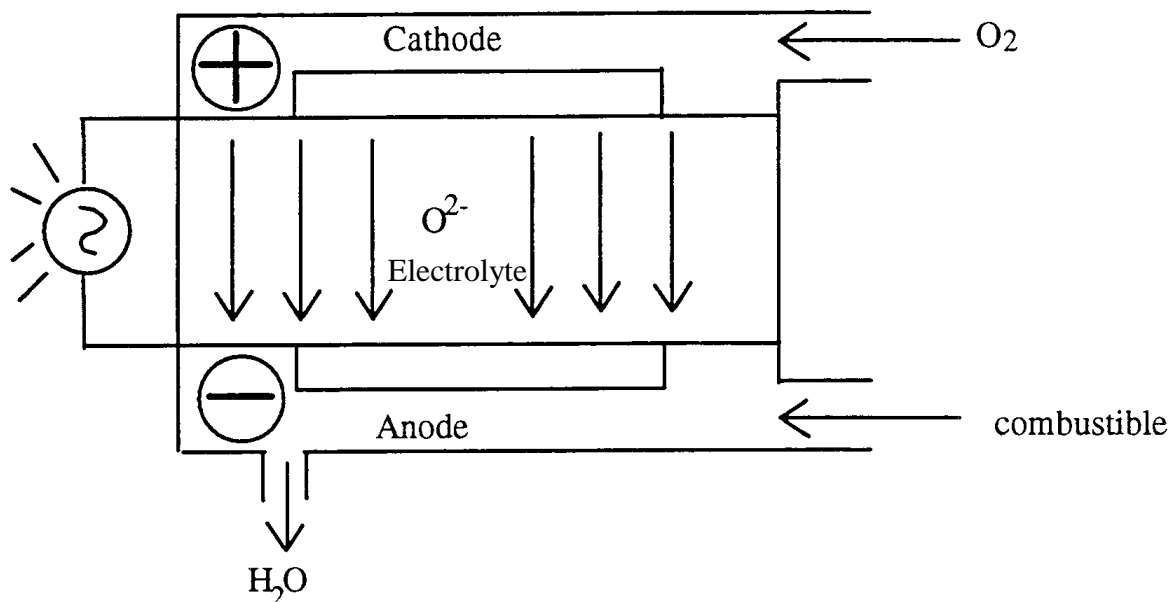 Cathode
O2
+
O2-
Electrolyte
−
Anode
combustible
H2O